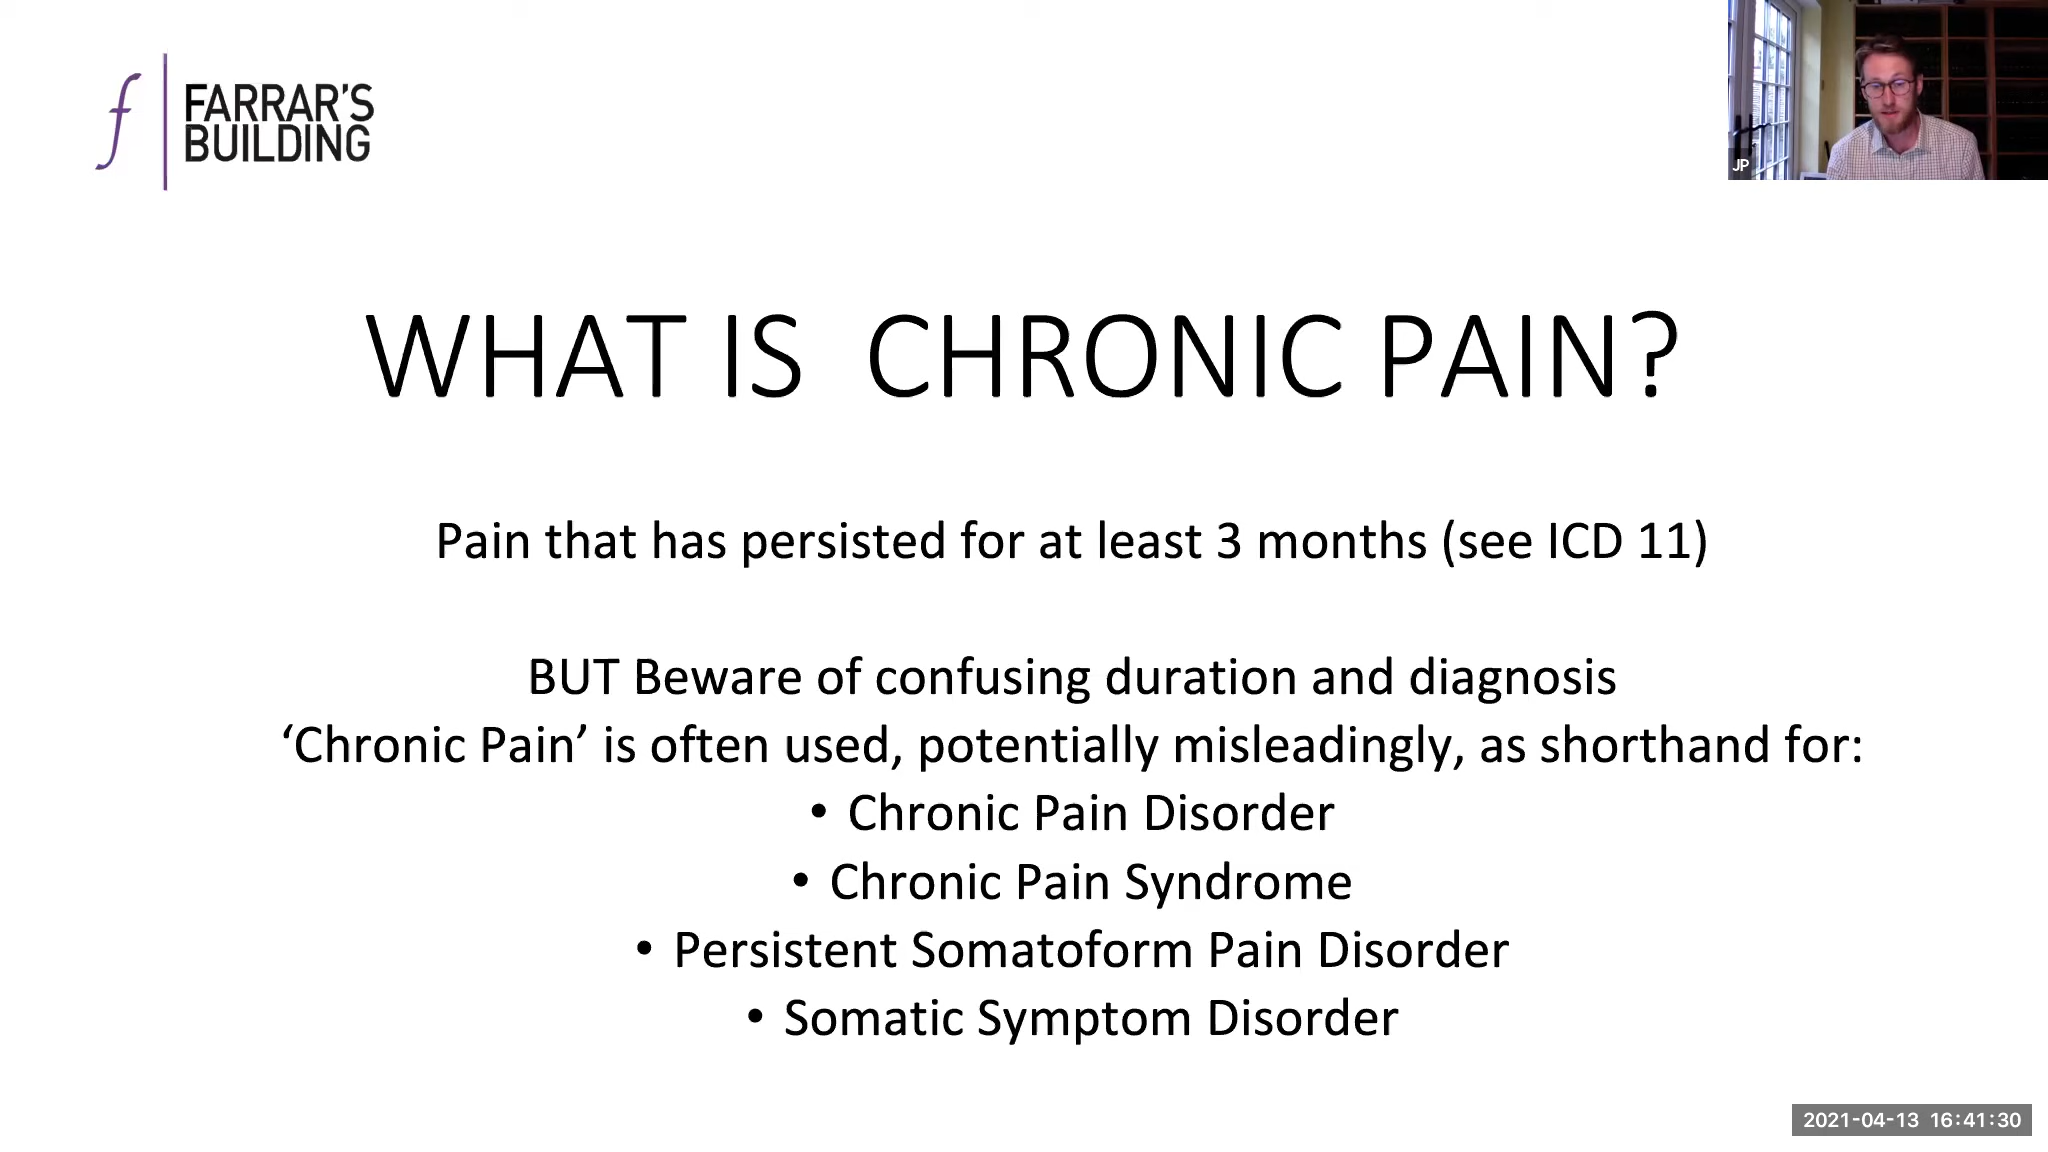 f
FARRAR'S
BUILDING
JP
WHAT IS  CHRONIC PAIN?
Pain that has persisted for at least 3 months (see ICD 11)
BUT Beware of confusing duration and diagnosis
‘Chronic Pain’ is often used, potentially misleadingly, as shorthand for:
• Chronic Pain Disorder
• Chronic Pain Syndrome
• Persistent Somatoform Pain Disorder
• Somatic Symptom Disorder
2021-04-13  16:41:30